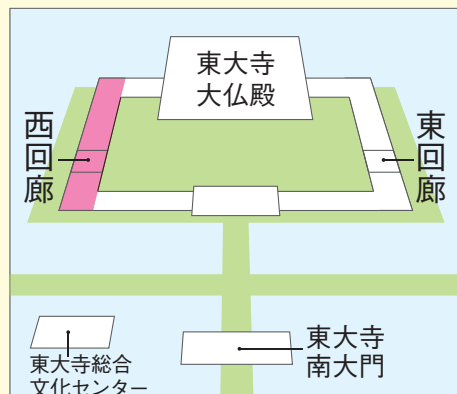 東大寺
大仏殿
西回廊
東回廊
東大寺
南大門
東大寺総合
文化センター